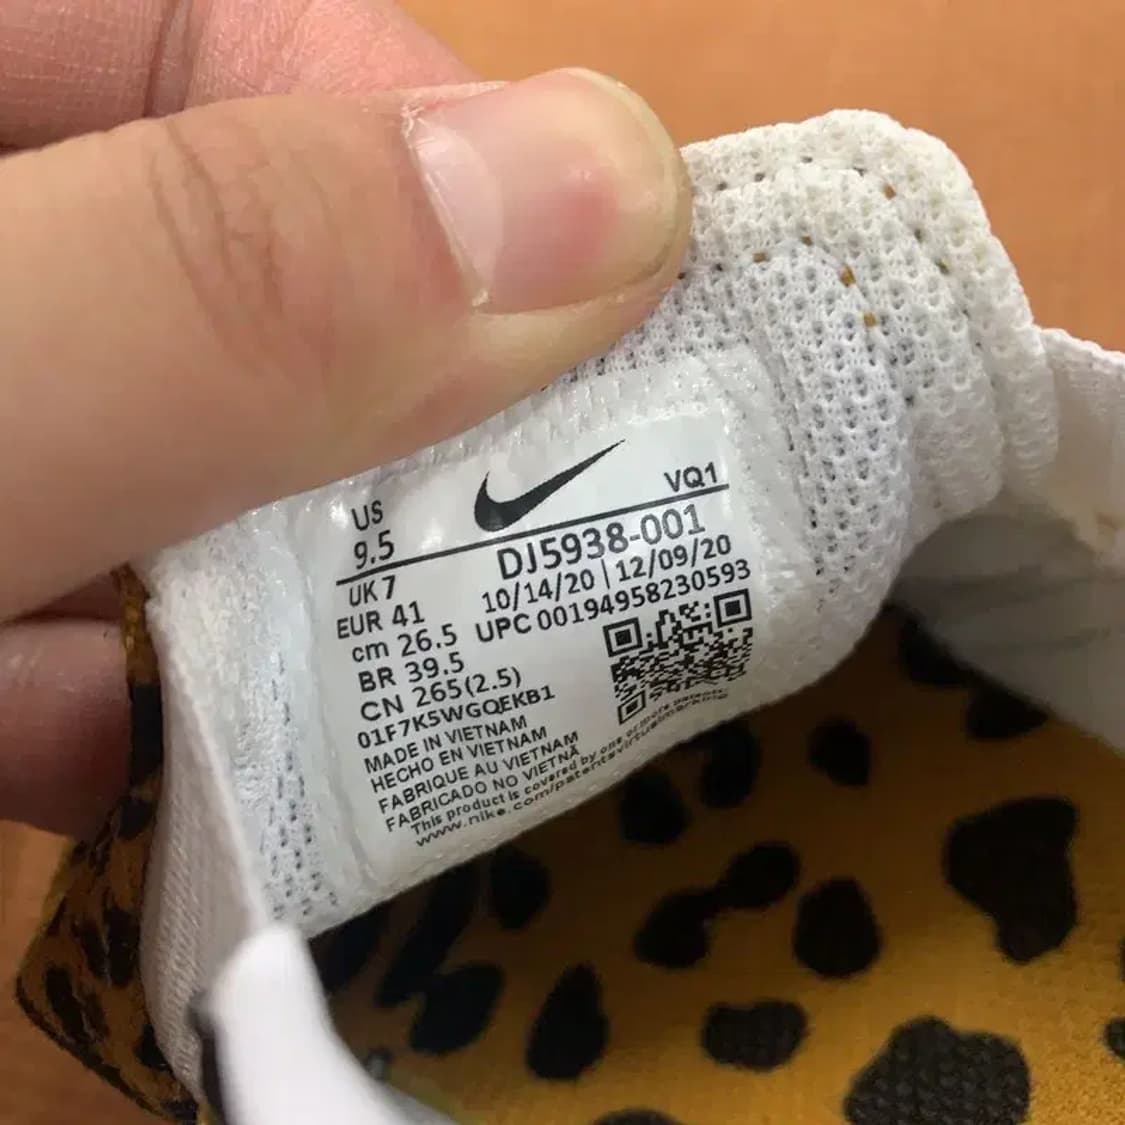 US
9.5
VQ1
UK 7
DJ5938-001
EUR 41
10/14/20 | 12/09/20
cm 26.5
UPC 00194958230593
BR 39.5
CN 265(2.5)
01F7K5WGQEKB1
MADE IN VIETNAM
HECHO EN VIETNAM
FABRIQUE AU VIETNAM
FABRICADO NO VIETNÃ
This product is covered by one or more patents:
www.nike.com/patentsvirtualmarking